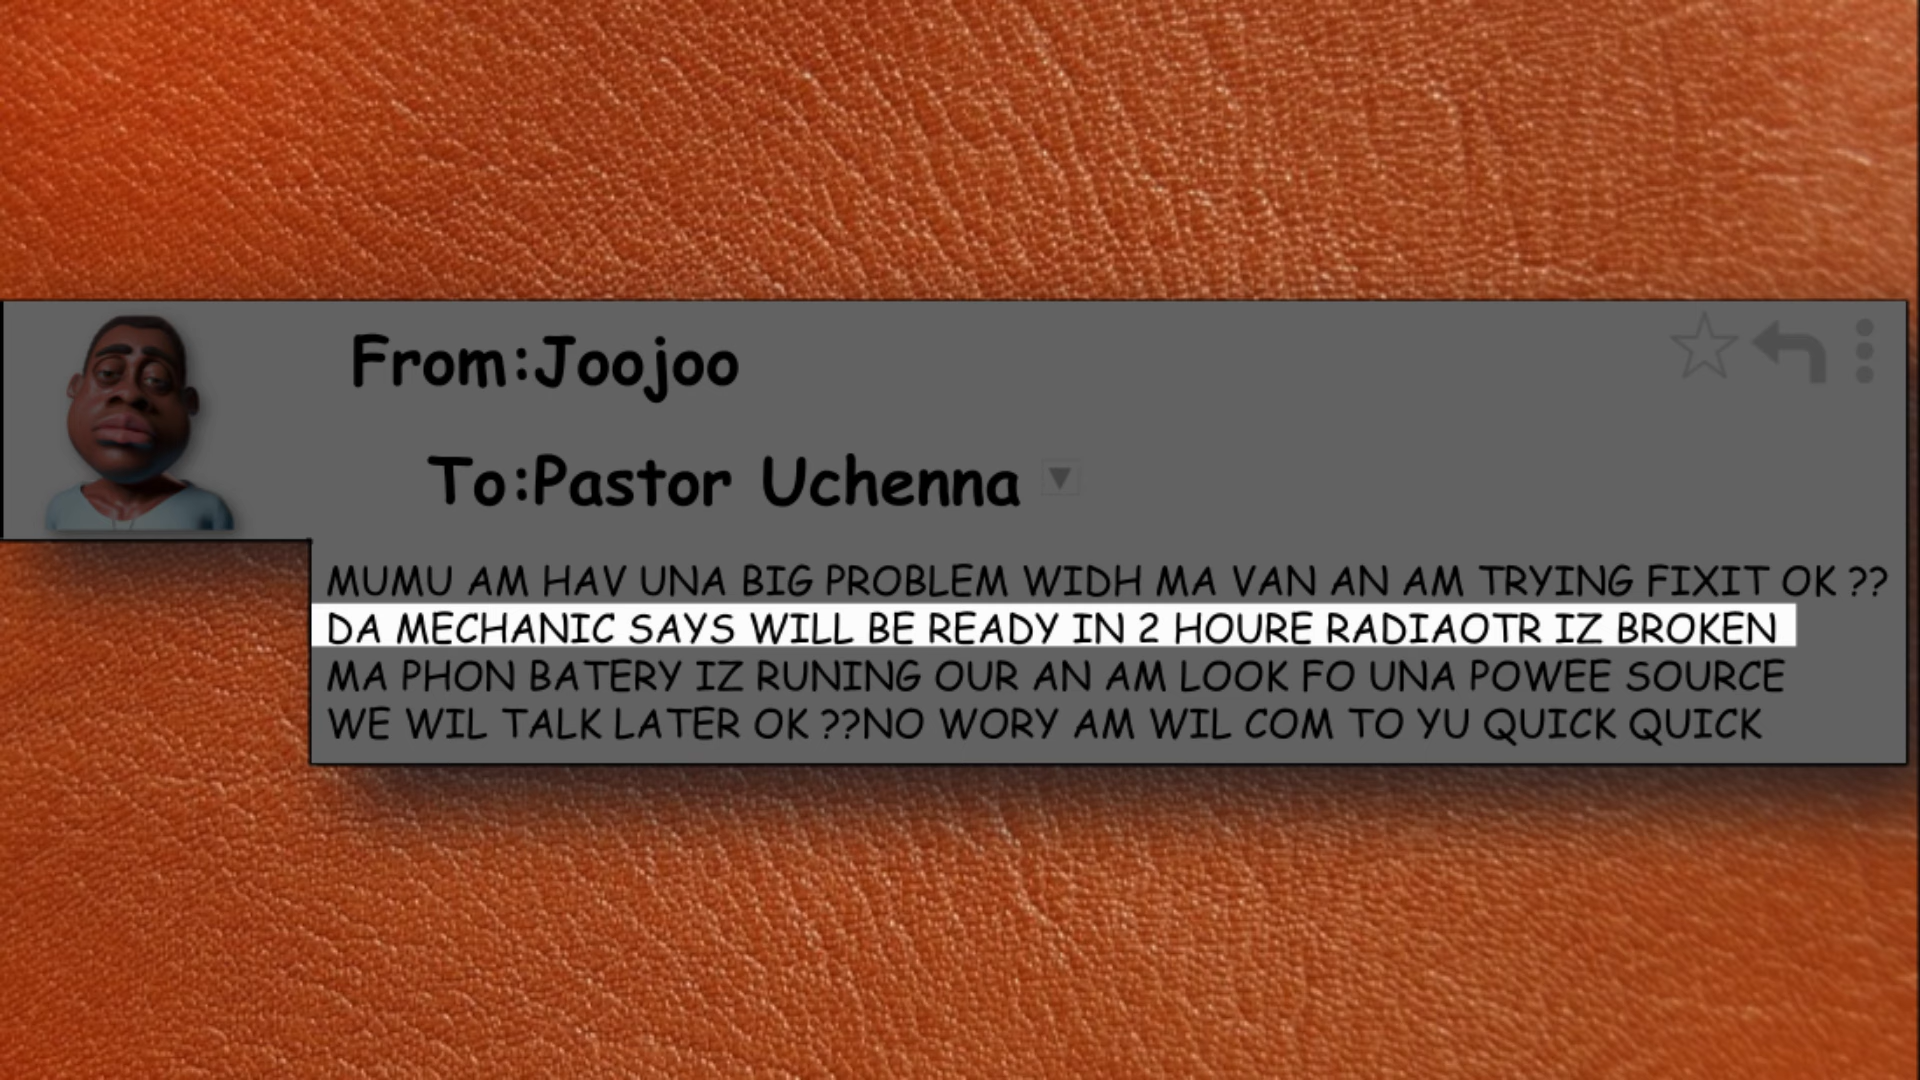 From:Joojoo
To:Pastor Uchenna
MUMU AM HAV UNA BIG PROBLEM WIDH MA VAN AN AM TRYING FIXIT OK ??
DA MECHANIC SAYS WILL BE READY IN 2 HOURE RADIAOTR IZ BROKEN
MA PHON BATERY IZ RUNING OUR AN AM LOOK FO UNA POWEE SOURCE
WE WIL TALK LATER OK ??NO WORY AM WIL COM TO YU QUICK QUICK